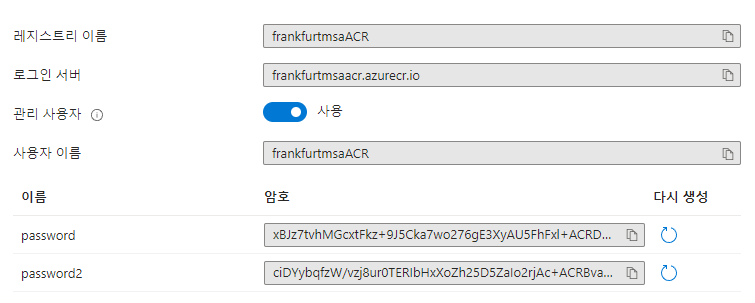 레지스트리 이름 frankfurtmsaACR
로그인 서버 frankfurtmsaacr.azurecr.io
관리 사용자 사용
사용자 이름 frankfurtmsaACR
이름 암호 다시 생성
password xBJz7tvhMGcxtFkz+9J5Cka7wo276gE3XyAU5FhFxl+ACRD...
password2 ciDYybqfzW/vzj8ur0TERIbHxXoZh25D5ZaIo2rjAc+ACRBva...